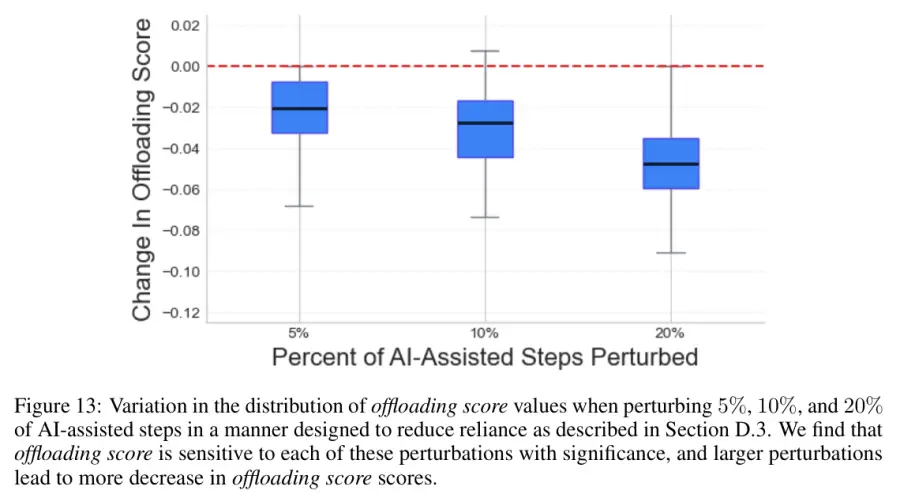 Change In Offloading Score
0.02
0.00
−0.02
−0.04
−0.06
−0.08
−0.10
−0.12
5%
10%
20%
Percent of AI-Assisted Steps Perturbed
Figure 13: Variation in the distribution of offloading score values when perturbing 5%, 10%, and 20%
of AI-assisted steps in a manner designed to reduce reliance as described in Section D.3. We find that
offloading score is sensitive to each of these perturbations with significance, and larger perturbations
lead to more decrease in offloading score scores.